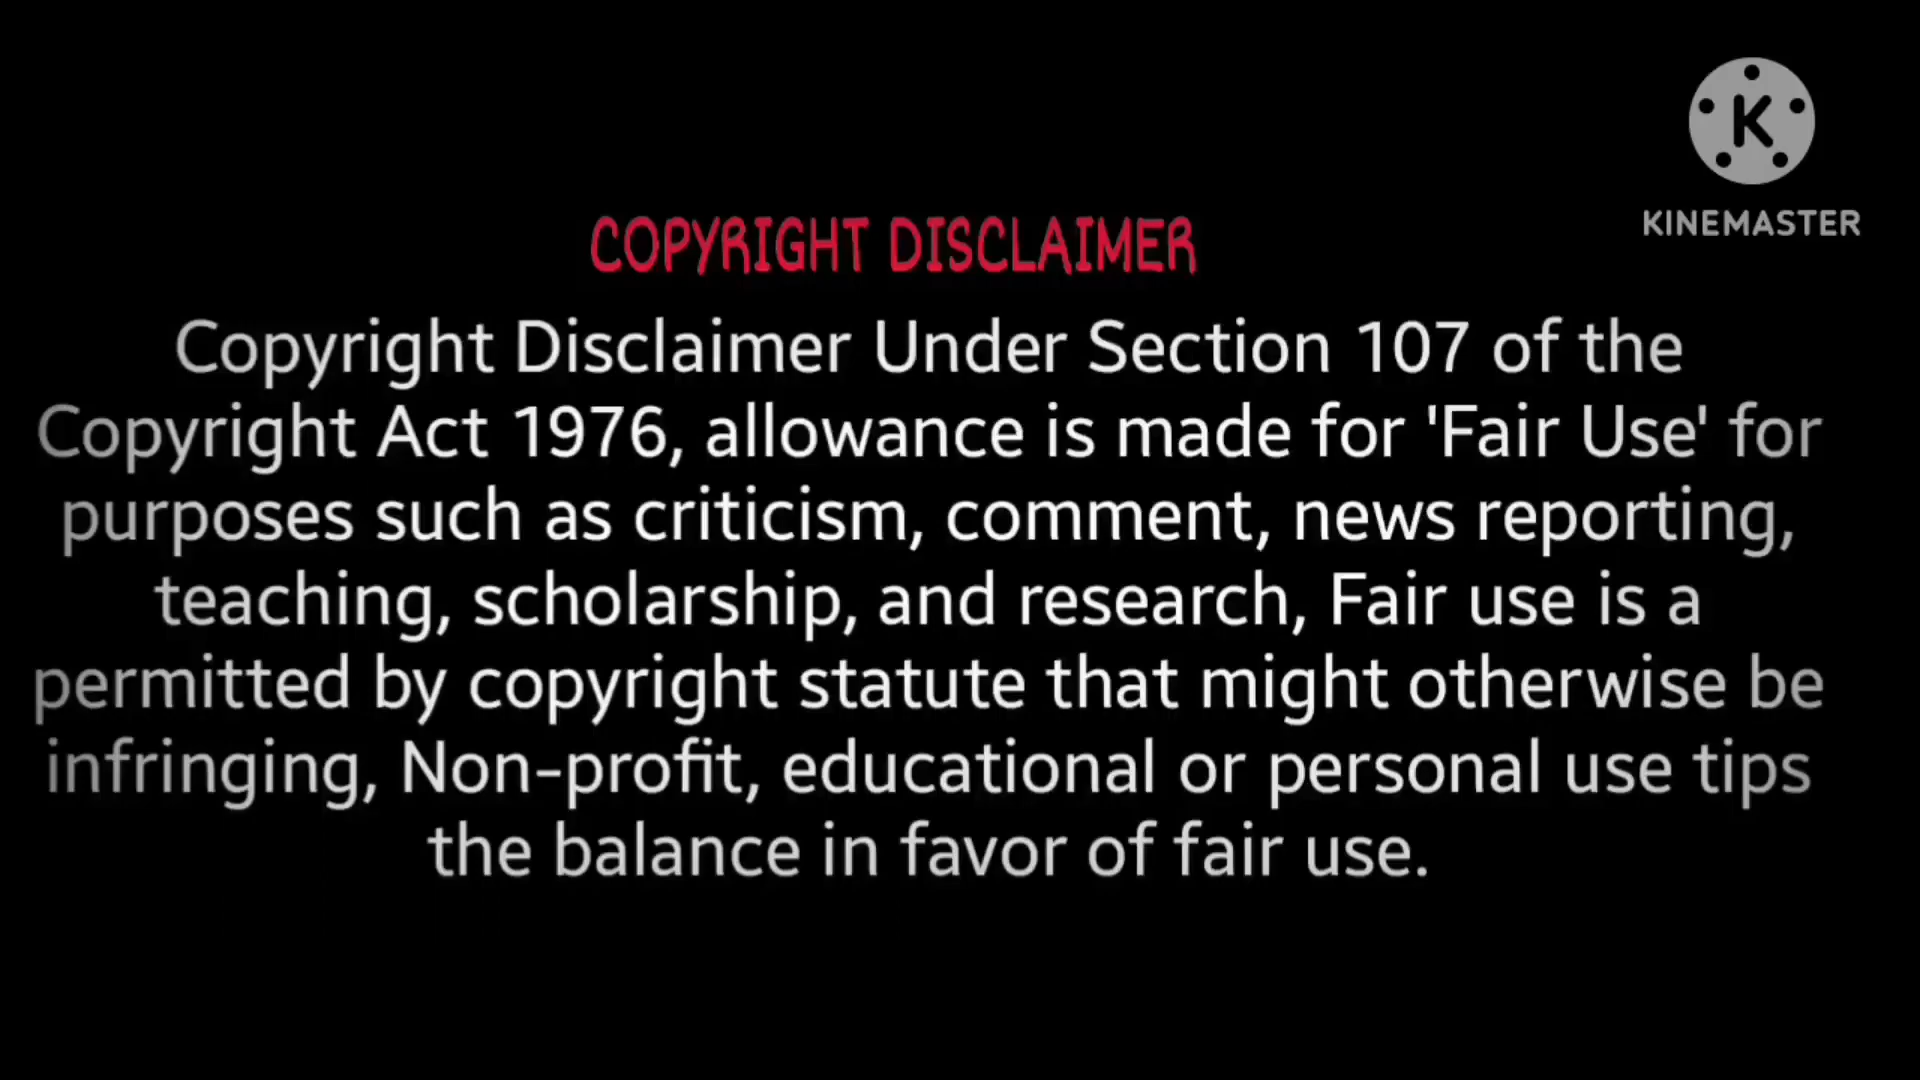 K
KINEMASTER
COPYRIGHT DISCLAIMER
Copyright Disclaimer Under Section 107 of the
Copyright Act 1976, allowance is made for 'Fair Use' for
purposes such as criticism, comment, news reporting,
teaching, scholarship, and research, Fair use is a
permitted by copyright statute that might otherwise be
infringing, Non-profit, educational or personal use tips
the balance in favor of fair use.